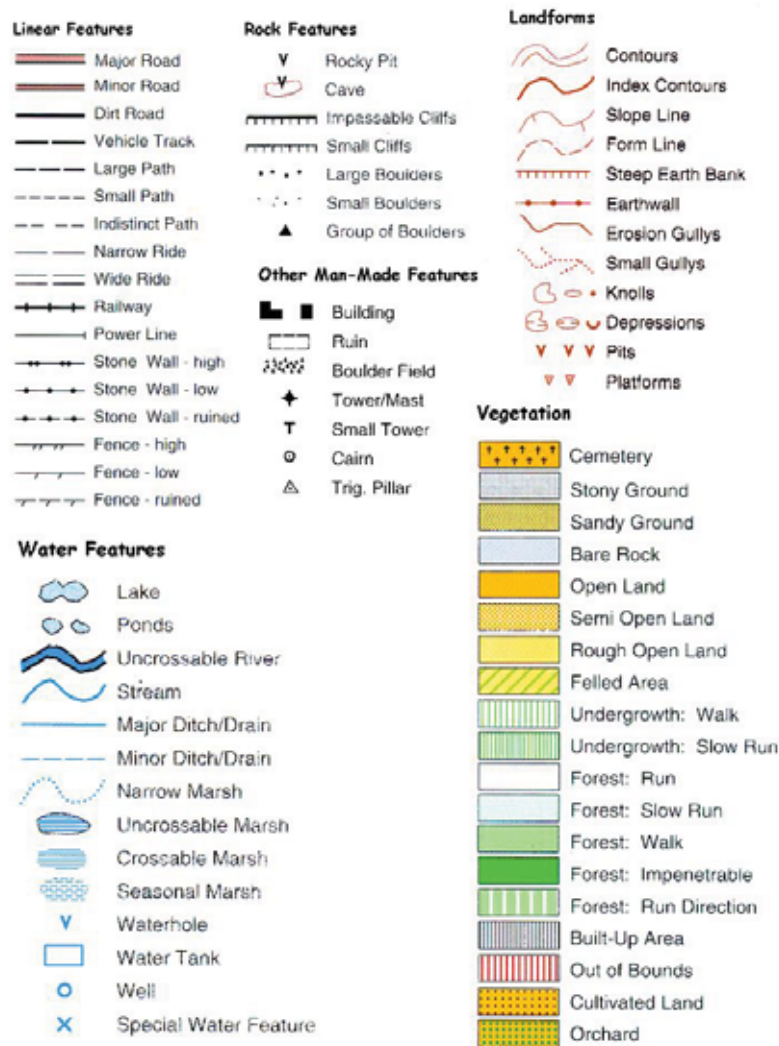 Linear Features
Major Road
Minor Road
Dirt Road
Vehicle Track
Large Path
Small Path
Indistinct Path
Narrow Ride
Wide Ride
Railway
Power Line
Stone Wall - high
Stone Wall - low
Stone Wall - ruined
Fence - high
Fence - low
Fence - ruined
Rock Features
Rocky Pit
Cave
Impassable Cliffs
Small Cliffs
Large Boulders
Small Boulders
Group of Boulders
Other Man-Made Features
Building
Ruin
Boulder Field
Tower/Mast
Small Tower
Cairn
Trig. Pillar
Landforms
Contours
Index Contours
Slope Line
Form Line
Steep Earth Bank
Earthwall
Erosion Gullys
Small Gullys
Knolls
Depressions
Pits
Platforms
Water Features
Lake
Ponds
Uncrossable River
Stream
Major Ditch/Drain
Minor Ditch/Drain
Narrow Marsh
Uncrossable Marsh
Crossable Marsh
Seasonal Marsh
Waterhole
Water Tank
Well
Special Water Feature
Vegetation
Cemetery
Stony Ground
Sandy Ground
Bare Rock
Open Land
Semi Open Land
Rough Open Land
Felled Area
Undergrowth: Walk
Undergrowth: Slow Run
Forest: Run
Forest: Slow Run
Forest: Walk
Forest: Impenetrable
Forest: Run Direction
Built-Up Area
Out of Bounds
Cultivated Land
Orchard